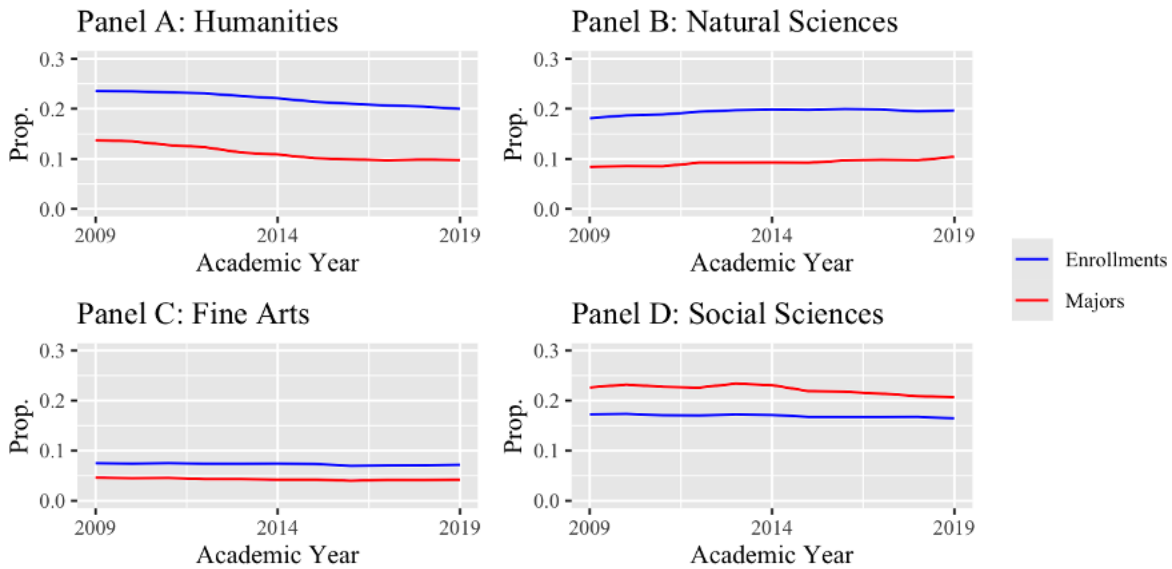 Panel A: Humanities
0.3
0.2
0.1
0.0
Prop.
2009 2014 2019
Academic Year
Panel B: Natural Sciences
0.3
0.2
0.1
0.0
Prop.
2009 2014 2019
Academic Year
Enrollments
Majors
Panel C: Fine Arts
0.3
0.2
0.1
0.0
Prop.
2009 2014 2019
Academic Year
Panel D: Social Sciences
0.3
0.2
0.1
0.0
Prop.
2009 2014 2019
Academic Year